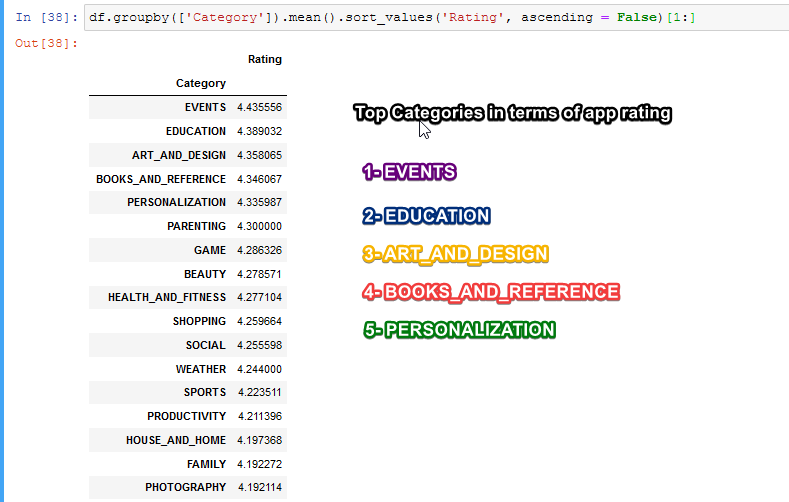 In [38]: df.groupby(['Category']).mean().sort_values('Rating', ascending = False)[1:]
Out[38]:
Rating
Category
EVENTS 4.435556
EDUCATION 4.389032
ART_AND_DESIGN 4.358065
BOOKS_AND_REFERENCE 4.346067
PERSONALIZATION 4.335987
PARENTING 4.300000
GAME 4.286326
BEAUTY 4.278571
HEALTH_AND_FITNESS 4.277104
SHOPPING 4.259664
SOCIAL 4.255598
WEATHER 4.244000
SPORTS 4.223511
PRODUCTIVITY 4.211396
HOUSE_AND_HOME 4.197368
FAMILY 4.192272
PHOTOGRAPHY 4.192114
Top Categories in terms of app rating
1- EVENTS
2- EDUCATION
3- ART_AND_DESIGN
4- BOOKS_AND_REFERENCE
5- PERSONALIZATION